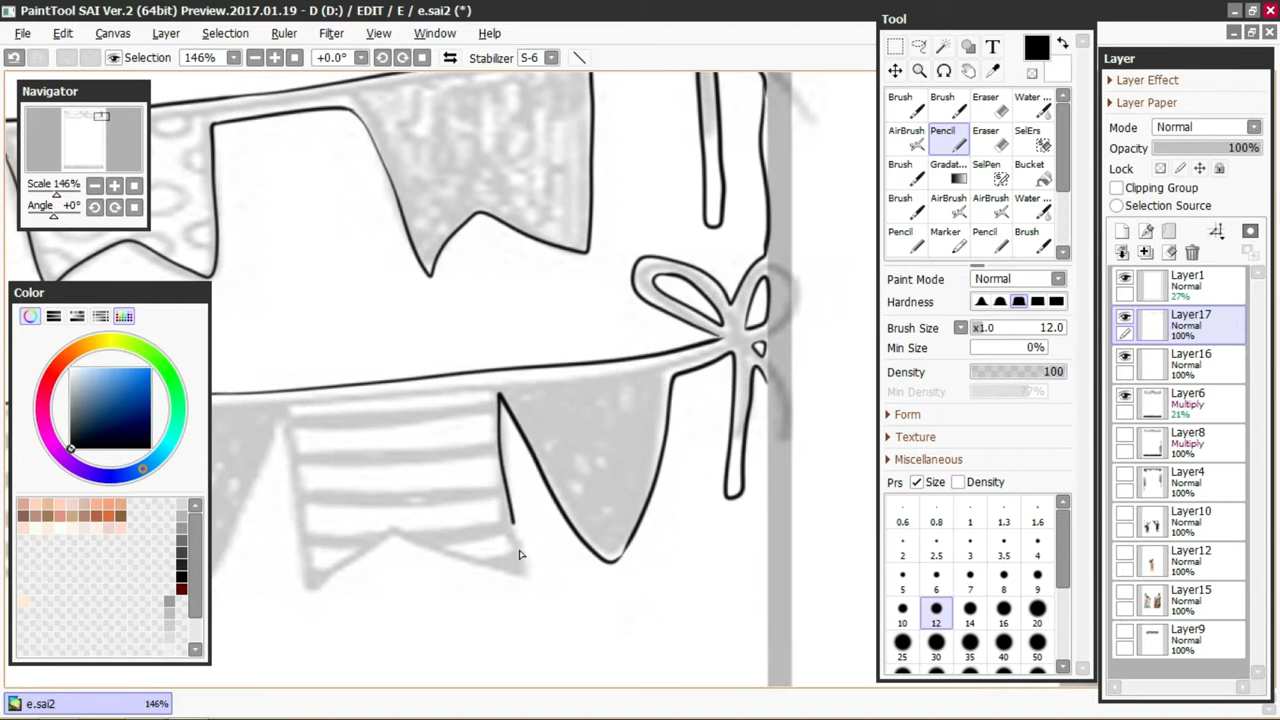 PaintTool SAI Ver.2 (64bit) Preview.2017.01.19 - D (D:) / EDIT / E / e.sai2 (*)
File Edit Canvas Layer Selection Ruler Filter View Window Help
Selection 146% +0.0° Stabilizer S-6
Navigator
Scale 146%
Angle +0°
Color
Tool
T
Brush Brush Eraser Water ...
AirBrush Pencil Eraser SelErs
Brush Gradat... SelPen Bucket
Brush AirBrush AirBrush Water ...
Pencil Marker Pencil Brush
Paint Mode Normal
Hardness
Brush Size x1.0 12.0
Min Size 0%
Density 100
Min Density 77%
Form
Texture
Miscellaneous
Prs Size Density
0.6 0.8 1 1.3 1.6
2 2.5 3 3.5 4
5 6 7 8 9
10 12 14 16 20
25 30 35 40 50
Layer
Layer Effect
Layer Paper
Mode Normal
Opacity 100%
Lock
Clipping Group
Selection Source
Layer1
Normal
27%
Layer17
Normal
100%
Layer16
Normal
100%
Layer6
Multiply
21%
Layer8
Multiply
100%
Layer4
Normal
100%
Layer10
Normal
100%
Layer12
Normal
100%
Layer15
Normal
100%
Layer9
Normal
100%
e.sai2 146%